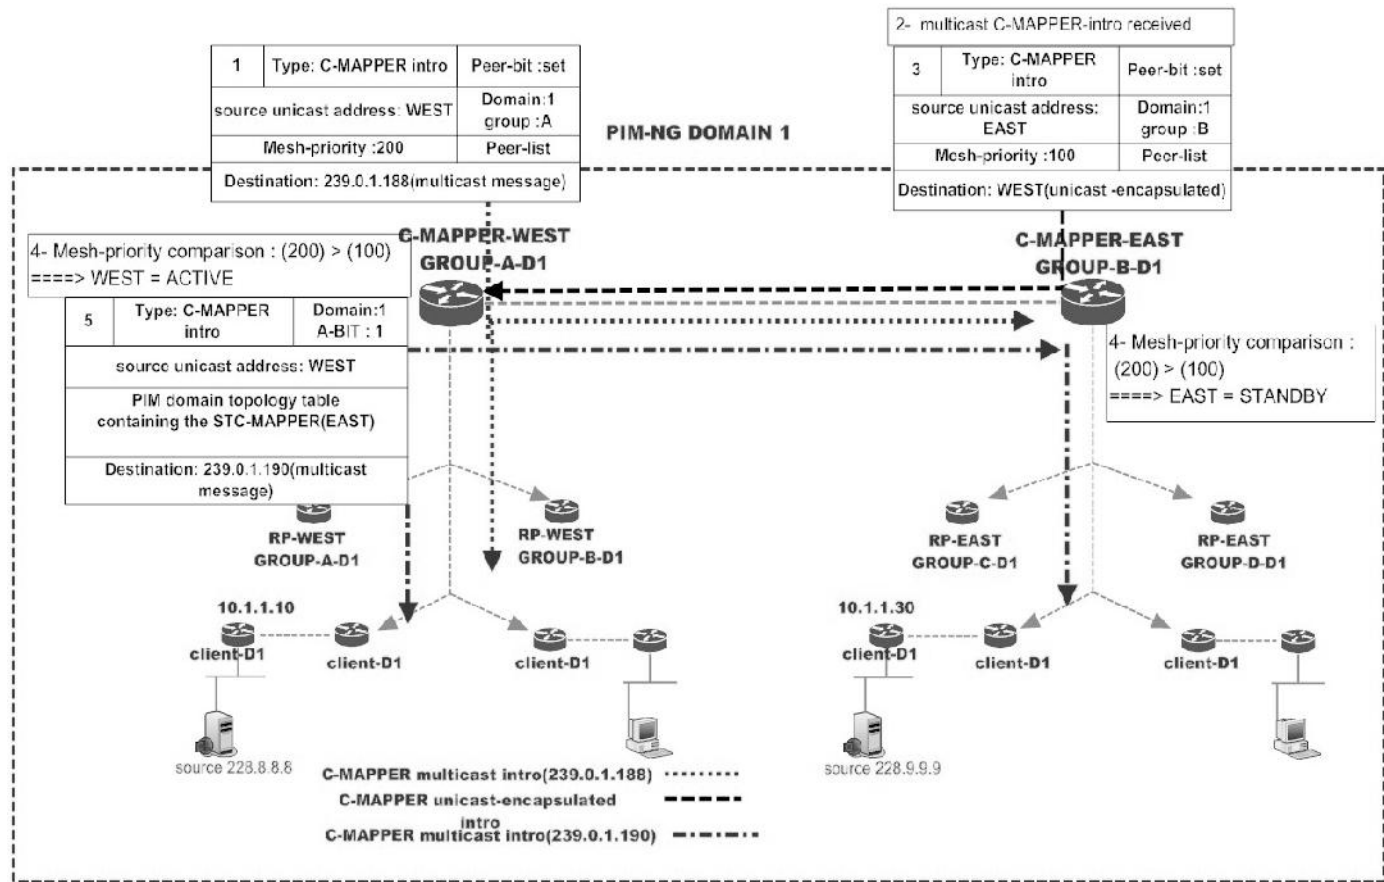 2- multicast C-MAPPER-intro received
1
Type: C-MAPPER intro
Peer-bit :set
source unicast address: WEST
Domain:1
group :A
Mesh-priority :200
Peer-list
Destination: 239.0.1.188(multicast message)
PIM-NG DOMAIN 1
3
Type: C-MAPPER
intro
Peer-bit :set
source unicast address:
EAST
Domain:1
group :B
Mesh-priority :100
Peer-list
Destination: WEST(unicast -encapsulated)
C-MAPPER-WEST
GROUP-A-D1
C-MAPPER-EAST
GROUP-B-D1
4- Mesh-priority comparison : (200) > (100)
====> WEST = ACTIVE
5
Type: C-MAPPER
intro
Domain:1
A-BIT : 1
source unicast address: WEST
PIM domain topology table
containing the STC-MAPPER(EAST)
Destination: 239.0.1.190(multicast
message)
4- Mesh-priority comparison :
(200) > (100)
====> EAST = STANDBY
RP-WEST
GROUP-A-D1
RP-WEST
GROUP-B-D1
RP-EAST
GROUP-C-D1
RP-EAST
GROUP-D-D1
10.1.1.10
client-D1
client-D1
client-D1
10.1.1.30
client-D1
client-D1
client-D1
source 228.8.8.8
source 228.9.9.9
C-MAPPER multicast intro(239.0.1.188)
C-MAPPER unicast-encapsulated
intro
C-MAPPER multicast intro(239.0.1.190)